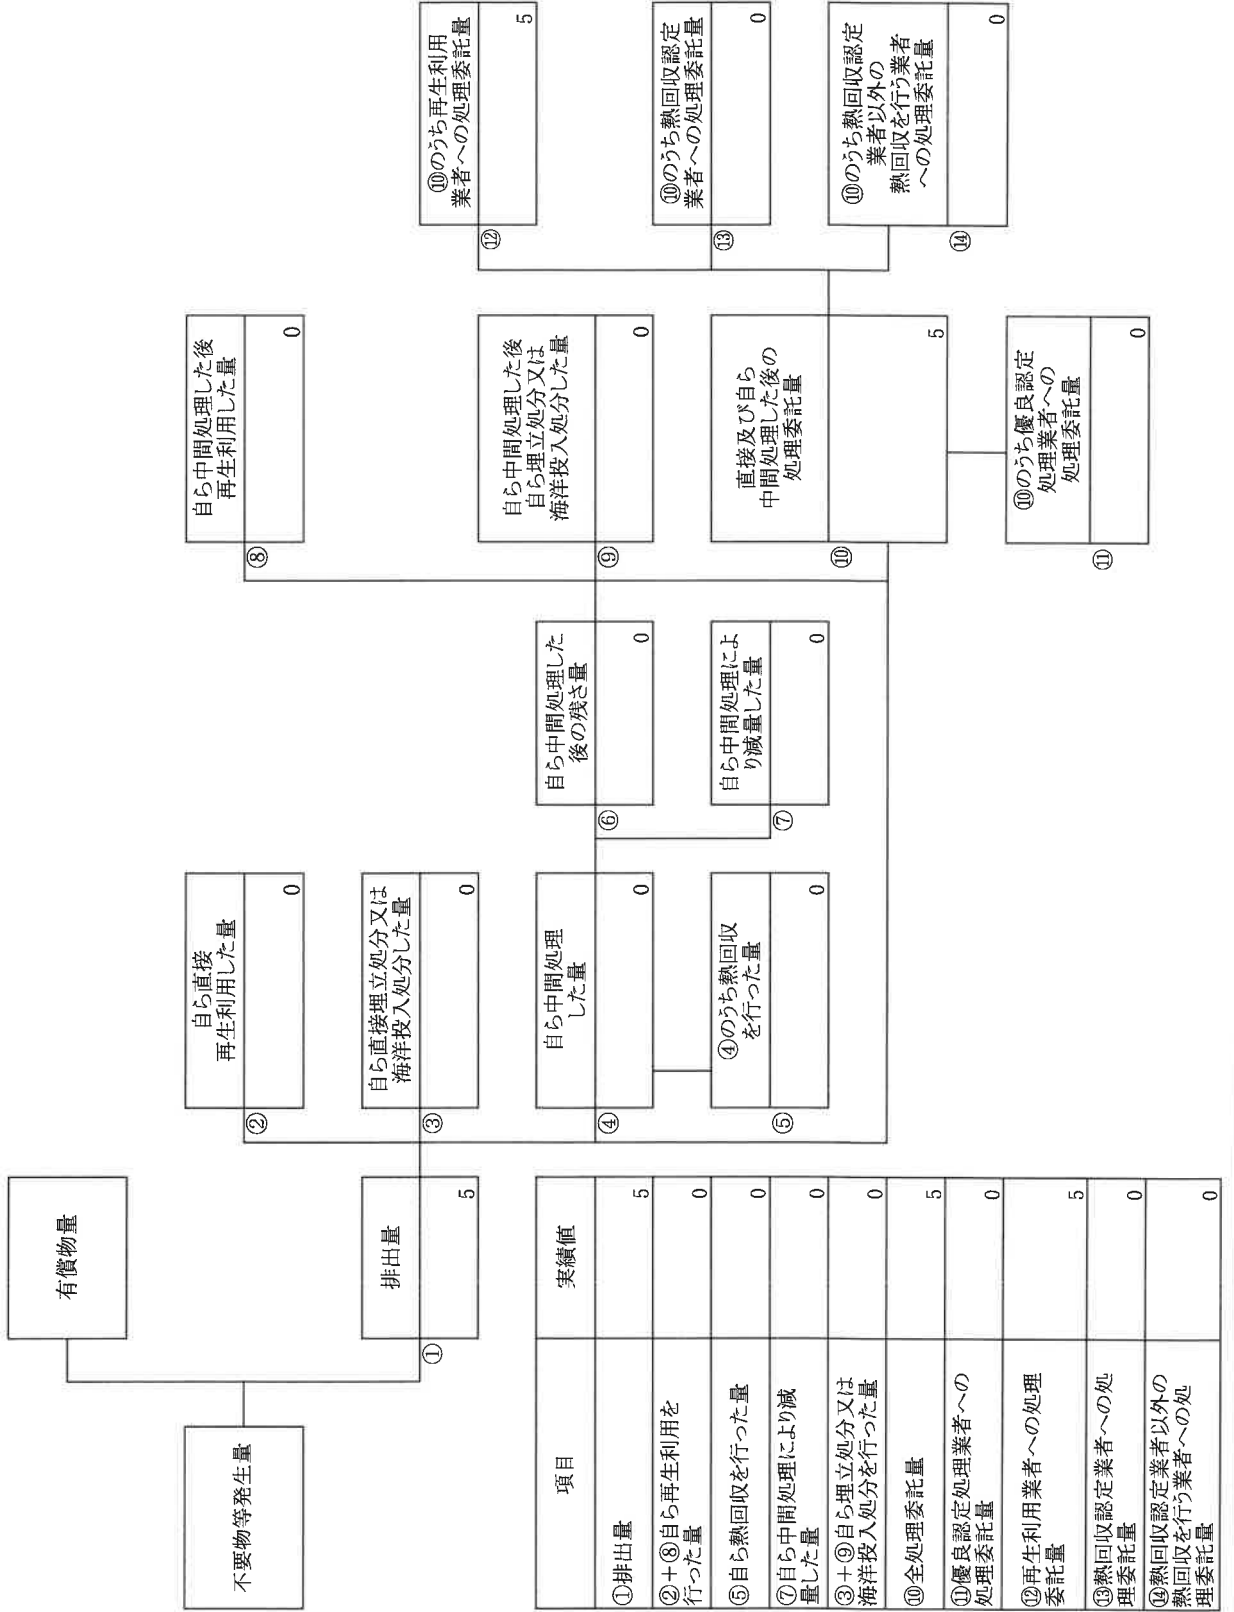 不要物等発生量
有償物量
①
排出量
5
②
自ら直接
再生利用した量
0
③
自ら直接埋立処分又は
海洋投入処分した量
0
④
自ら中間処理
した量
0
⑤
④のうち熱回収
を行った量
0
⑥
自ら中間処理した
後の残さ量
0
⑦
自ら中間処理によ
り減量した量
0
⑧
自ら中間処理した後
再生利用した量
0
⑨
自ら中間処理した後
自ら埋立処分又は
海洋投入処分した量
0
⑩
直接及び自ら
中間処理した後の
処理委託量
5
⑪
⑩のうち優良認定
処理業者への
処理委託量
0
⑫
⑩のうち再生利用
業者への処理委託量
5
⑬
⑩のうち熱回収認定
業者への処理委託量
0
⑭
⑩のうち熱回収認定
業者以外の
熱回収を行う業者
への処理委託量
0
項目 実績値
①排出量 5
②+⑧自ら再生利用を
行った量 0
⑤自ら熱回収を行った量 0
⑦自ら中間処理により減
量した量 0
③+⑨自ら埋立処分又は
海洋投入処分を行った量 0
⑩全処理委託量 5
⑪優良認定処理業者への
処理委託量 0
⑫再生利用業者への処理
委託量 5
⑬熱回収認定業者への処
理委託量 0
⑭熱回収認定業者以外の
熱回収を行う業者への処
理委託量 0